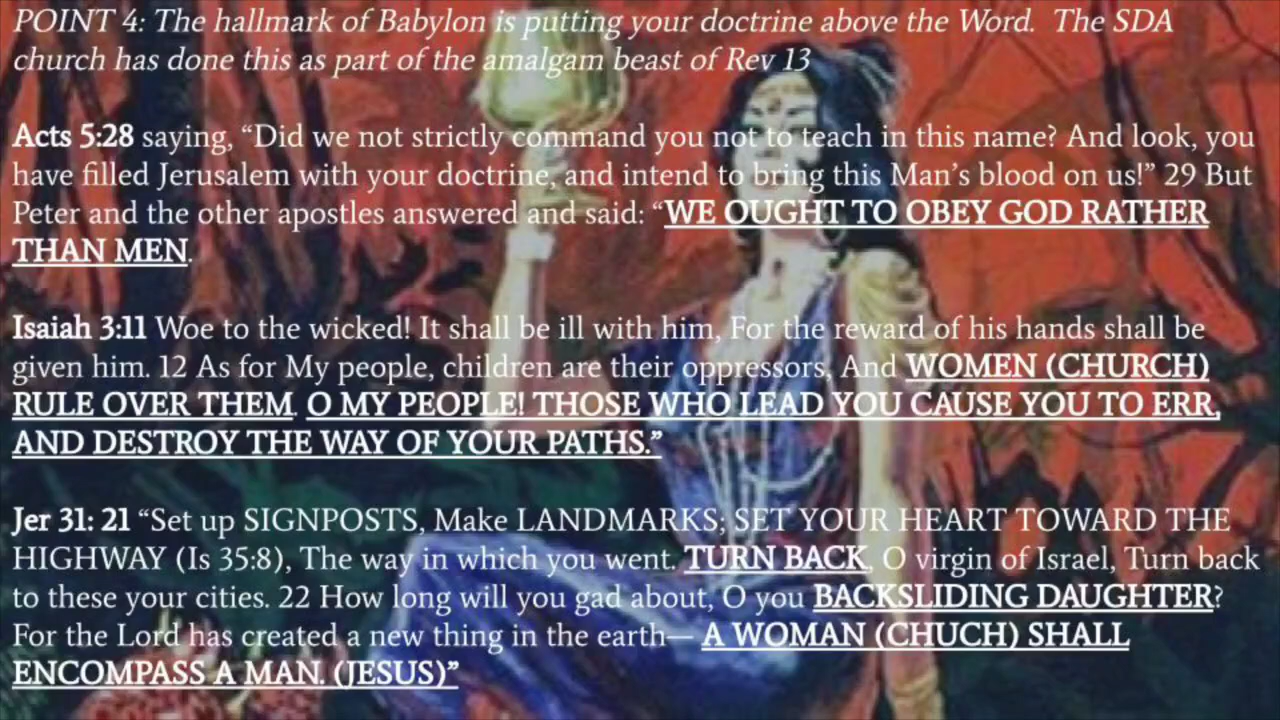 POINT 4: The hallmark of Babylon is putting your doctrine above the Word.  The SDA
church has done this as part of the amalgam beast of Rev 13
Acts 5:28 saying, “Did we not strictly command you not to teach in this name? And look, you
have filled Jerusalem with your doctrine, and intend to bring this Man’s blood on us!” 29 But
Peter and the other apostles answered and said: “WE OUGHT TO OBEY GOD RATHER
THAN MEN.
Isaiah 3:11 Woe to the wicked! It shall be ill with him, For the reward of his hands shall be
given him. 12 As for My people, children are their oppressors, And WOMEN (CHURCH)
RULE OVER THEM. O MY PEOPLE! THOSE WHO LEAD YOU CAUSE YOU TO ERR,
AND DESTROY THE WAY OF YOUR PATHS.”
Jer 31: 21 “Set up SIGNPOSTS, Make LANDMARKS; SET YOUR HEART TOWARD THE
HIGHWAY (Is 35:8), The way in which you went. TURN BACK, O virgin of Israel, Turn back
to these your cities. 22 How long will you gad about, O you BACKSLIDING DAUGHTER?
For the Lord has created a new thing in the earth— A WOMAN (CHUCH) SHALL
ENCOMPASS A MAN. (JESUS)”